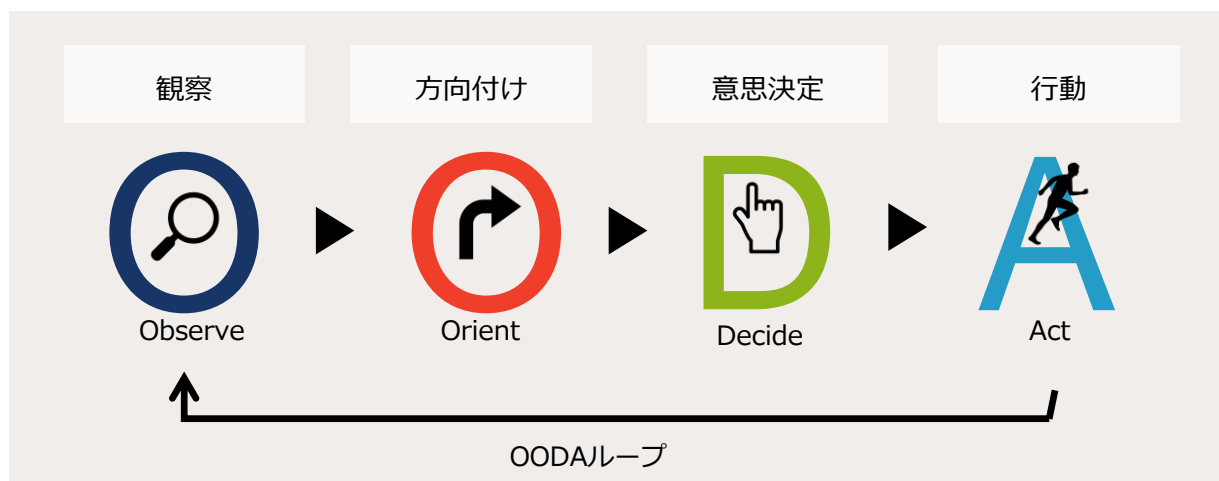 観察
方向付け
意思決定
行動
O
O
D
A
Observe
Orient
Decide
Act
OODAループ